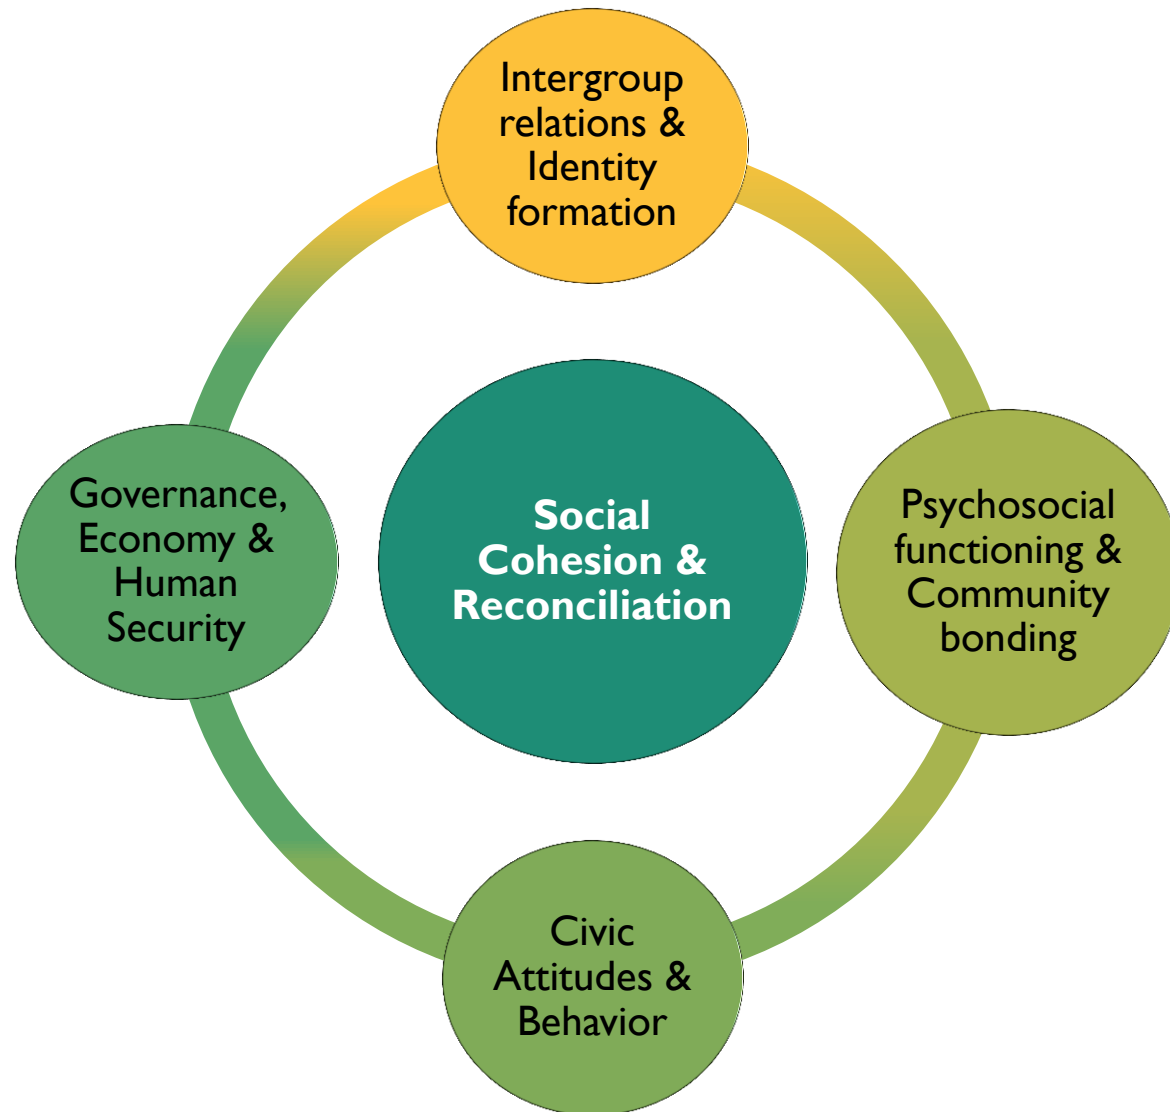 Intergroup
relations &
Identity
formation
Governance,
Economy &
Human
Security
Social
Cohesion &
Reconciliation
Psychosocial
functioning &
Community
bonding
Civic
Attitudes &
Behavior